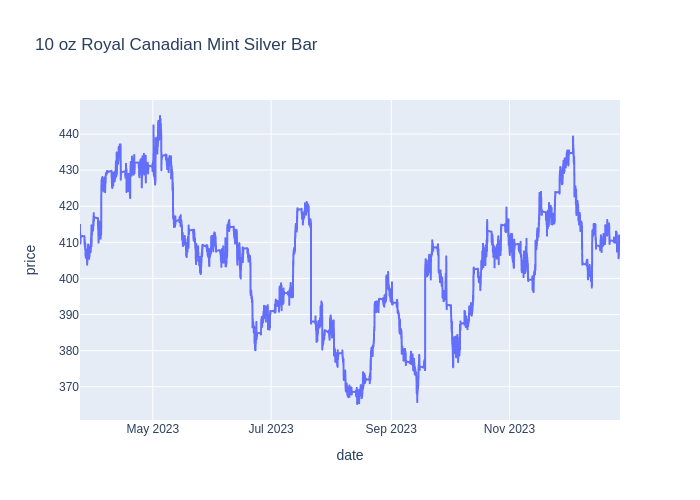 10 oz Royal Canadian Mint Silver Bar
440
430
420
410
400
390
380
370
price
May 2023
Jul 2023
Sep 2023
Nov 2023
date